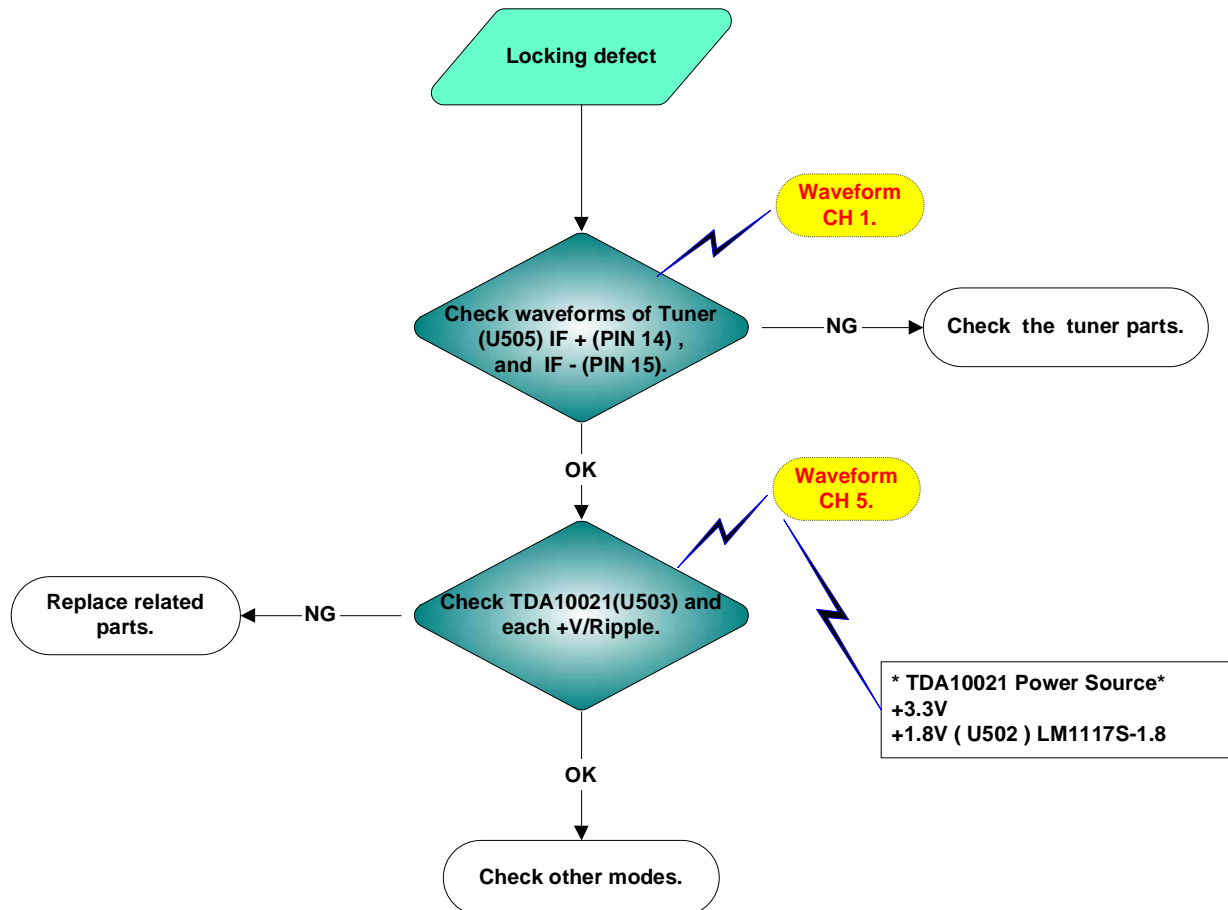 Locking defect
Waveform
CH 1.
Check waveforms of Tuner
(U505) IF + (PIN 14) ,
and IF - (PIN 15).
NG
Check the tuner parts.
OK
Waveform
CH 5.
Replace related
parts.
NG
Check TDA10021(U503) and
each +V/Ripple.
* TDA10021 Power Source*
+3.3V
+1.8V ( U502 ) LM1117S-1.8
OK
Check other modes.